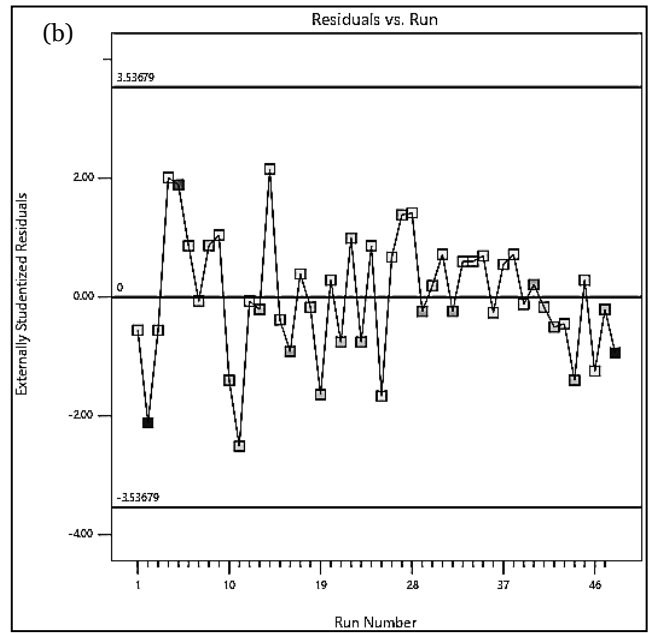 (b)
Residuals vs. Run
Externally Studentized Residuals
3.53679
2.00
0
0.00
-2.00
-3.53679
-4.00
1 10 19 28 37 46
Run Number